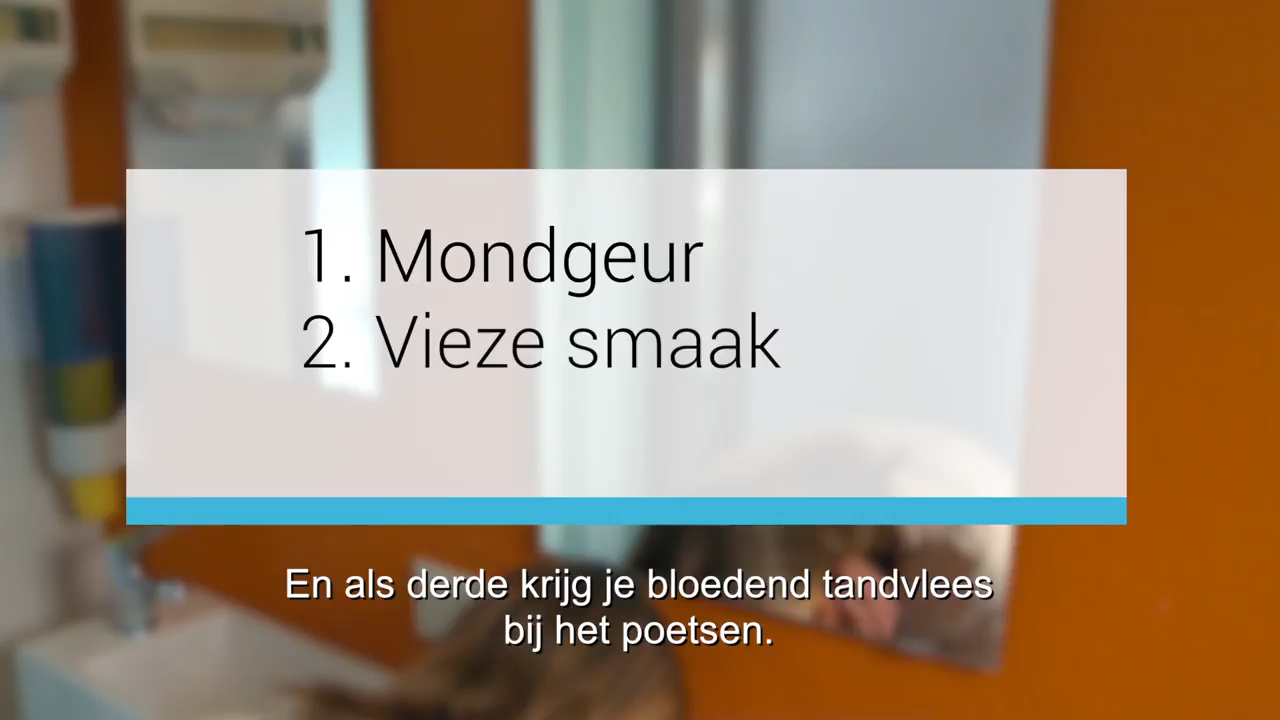 1. Mondgeur
2. Vieze smaak
En als derde krijg je bloedend tandvlees
bij het poetsen.